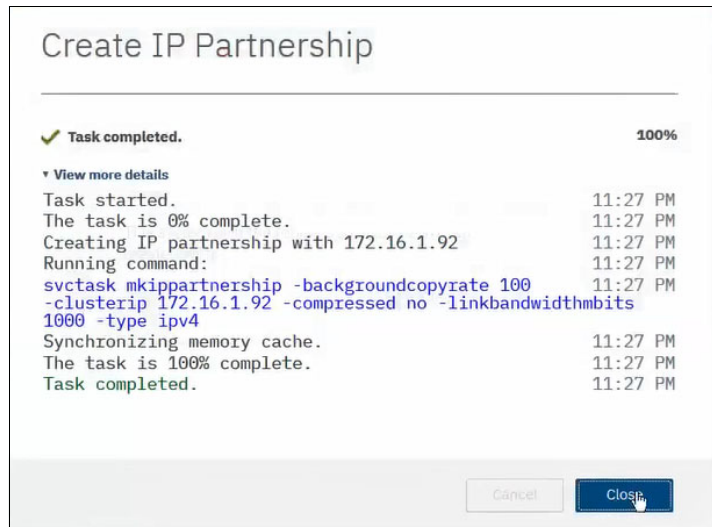 Create IP Partnership
Task completed. 100%
View more details
Task started. 11:27 PM
The task is 0% complete. 11:27 PM
Creating IP partnership with 172.16.1.92 11:27 PM
Running command: 11:27 PM
svctask mkippartnership -backgroundcopyrate 100 11:27 PM
-clusterip 172.16.1.92 -compressed no -linkbandwidthmbits
1000 -type ipv4
Synchronizing memory cache. 11:27 PM
The task is 100% complete. 11:27 PM
Task completed. 11:27 PM
Cancel Close